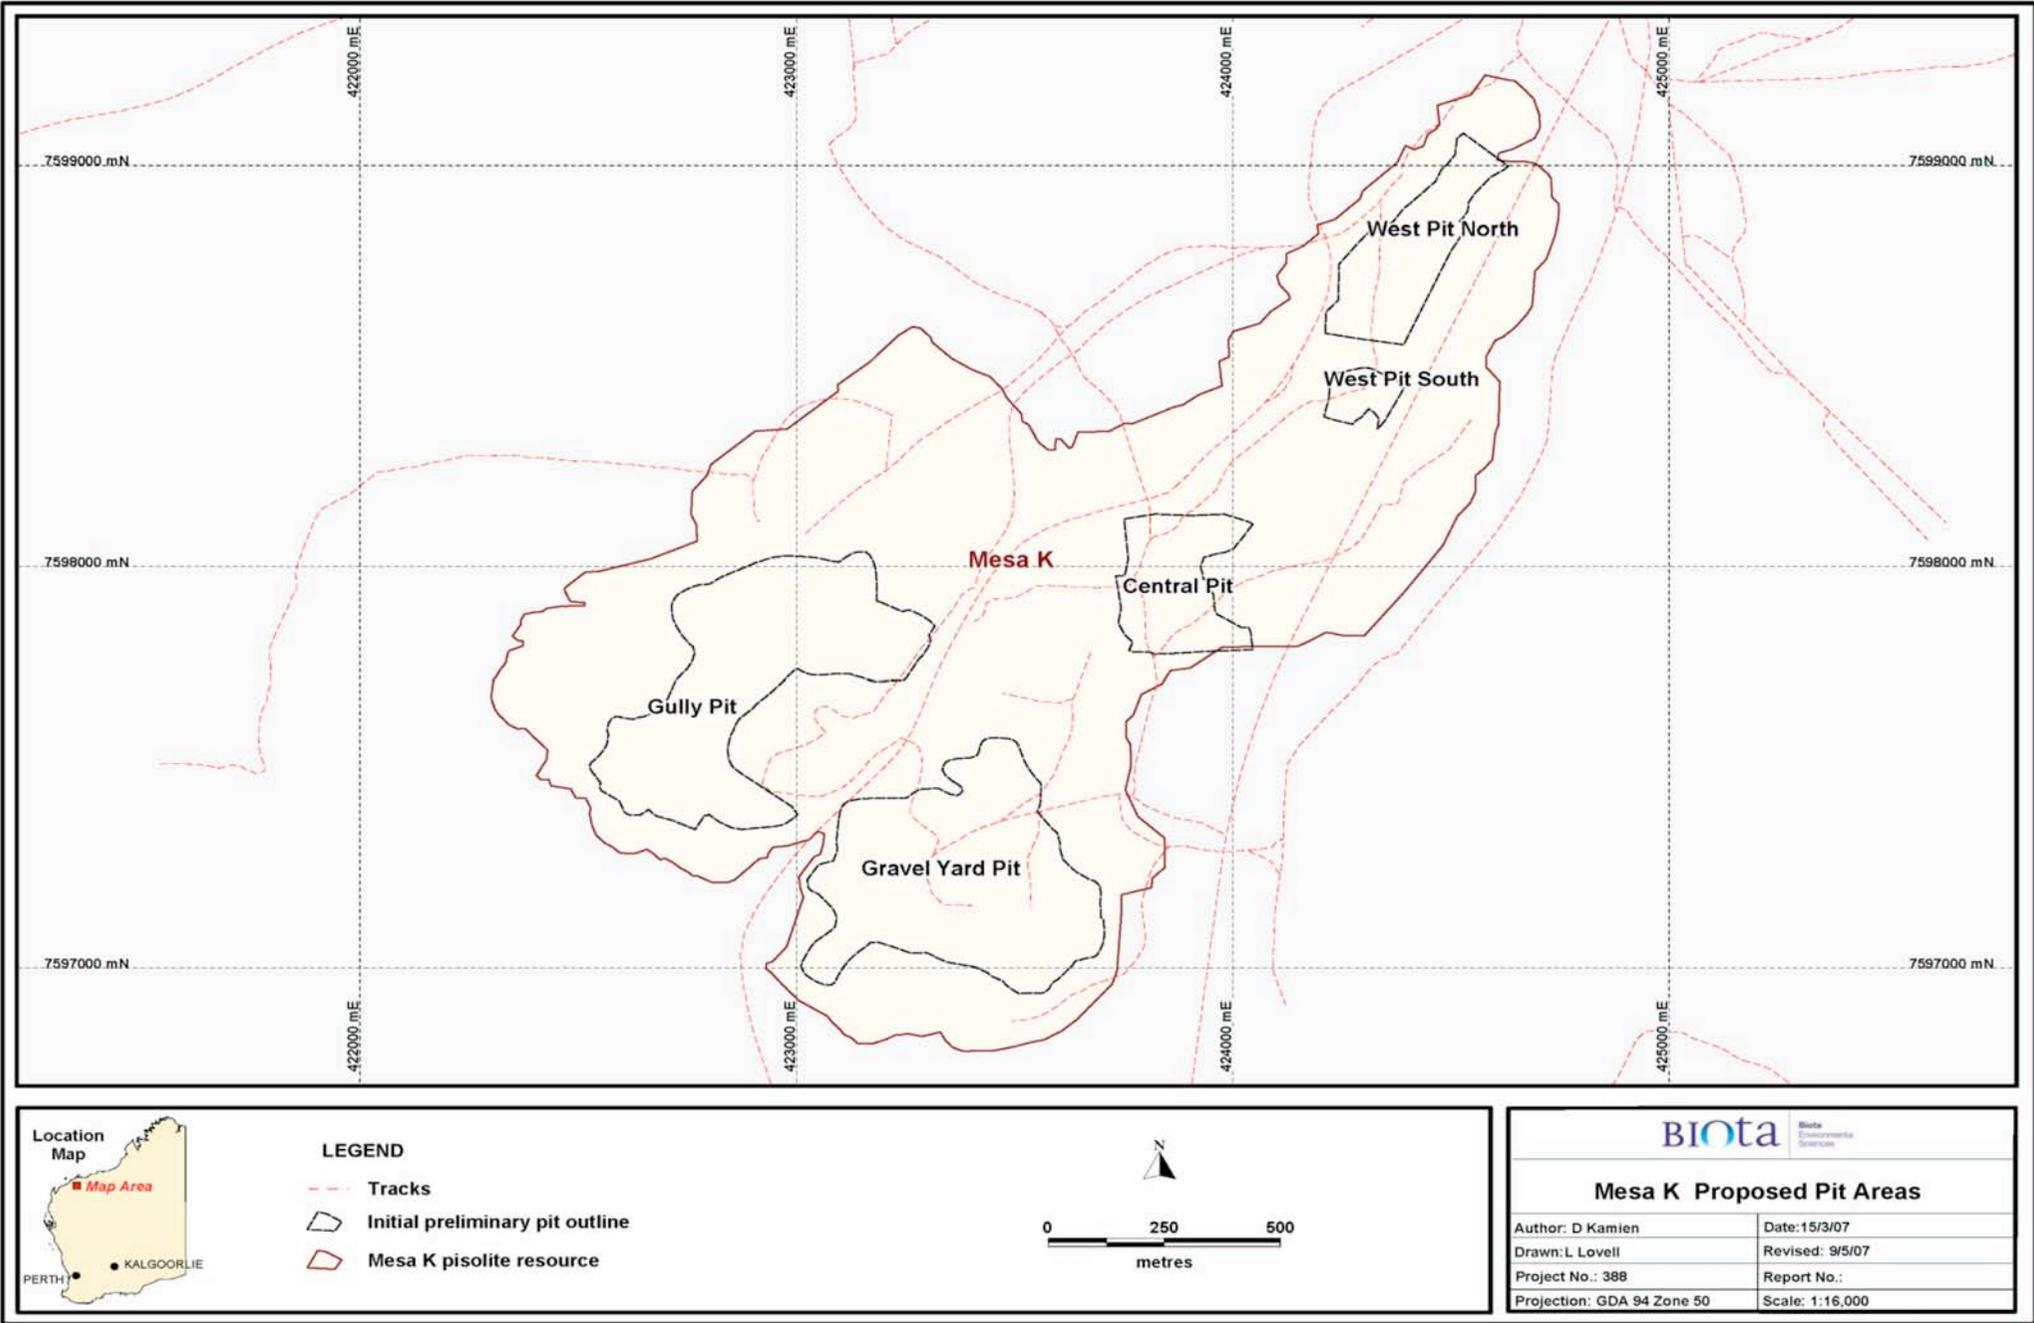 422000 mE
423000 mE
424000 mE
425000 mE
7599000 mN
7599000 mN
West Pit North
West Pit South
7598000 mN
Mesa K
7598000 mN
Central Pit
Gully Pit
Gravel Yard Pit
7597000 mN
7597000 mN
422000 mE
423000 mE
424000 mE
425000 mE
Location
Map
Map Area
KALGOORLIE
PERTH
LEGEND
Tracks
Initial preliminary pit outline
Mesa K pisolite resource
N
0 250 500
metres
BIOta
Biota
Environmental
Sciences
Mesa K Proposed Pit Areas
Author: D Kamien
Date:15/3/07
Drawn:L Lovell
Revised: 9/5/07
Project No.: 388
Report No.:
Projection: GDA 94 Zone 50
Scale: 1:16,000